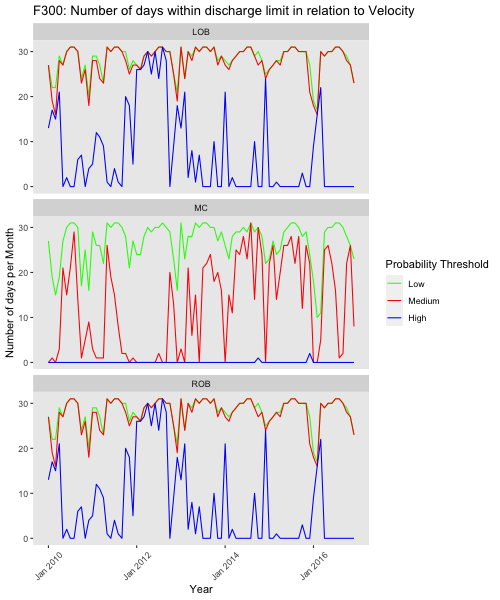 F300: Number of days within discharge limit in relation to Velocity
LOB
30
20
10
0
MC
30
20
10
0
ROB
30
20
10
0
Number of days per Month
Jan 2010
Jan 2012
Jan 2014
Jan 2016
Year
Probability Threshold
Low
Medium
High